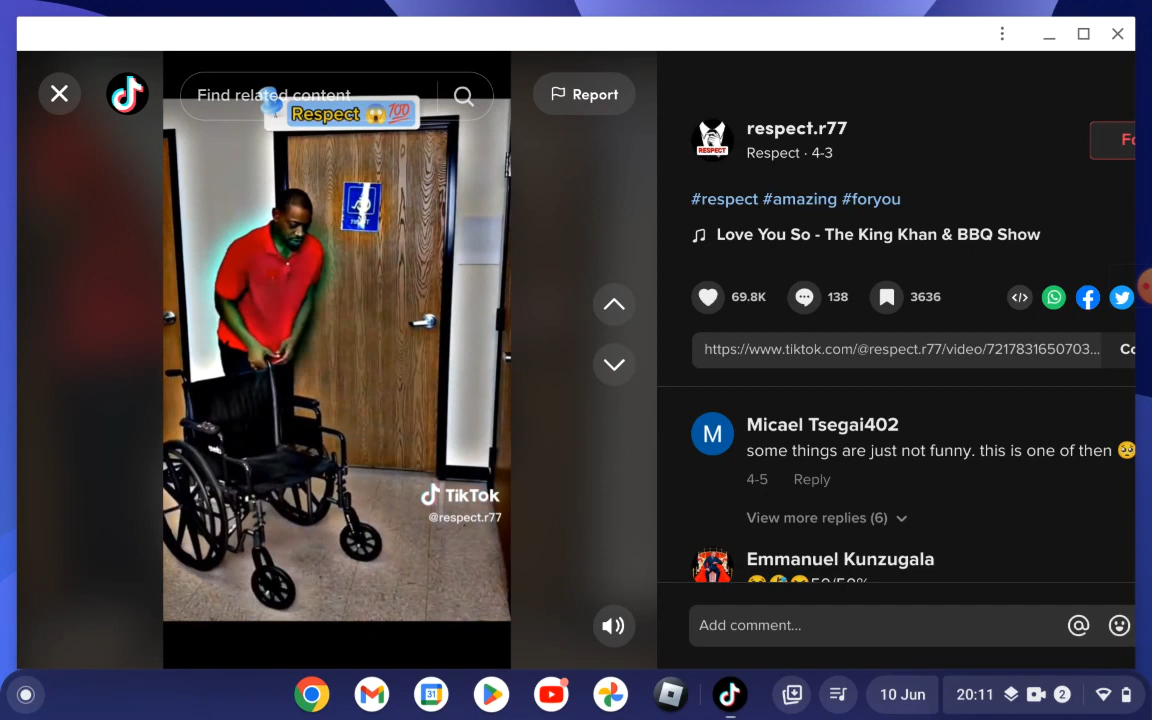 Find related content
Respect 😱 💯
Report
TikTok
@respect.r77
RESPECT
respect.r77
Respect · 4-3
#respect #amazing #foryou
Love You So - The King Khan & BBQ Show
69.8K
138
3636
https://www.tiktok.com/@respect.r77/video/7217831650703...
M
Micael Tsegai402
some things are just not funny. this is one of then 🥺
4-5 Reply
View more replies (6)
Emmanuel Kunzugala
Add comment...
31
10 Jun
20:11
2